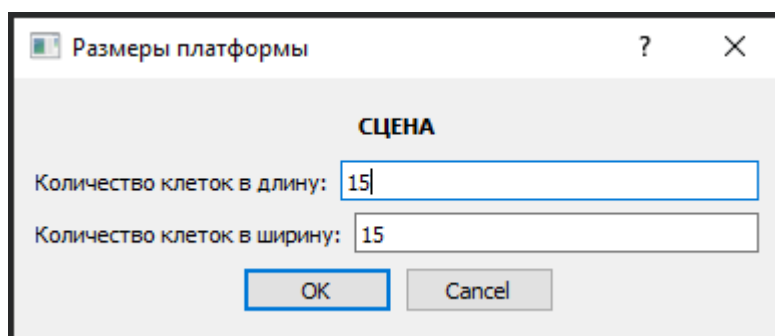 Размеры платформы ? ×
СЦЕНА
Количество клеток в длину: 15
Количество клеток в ширину: 15
OK Cancel